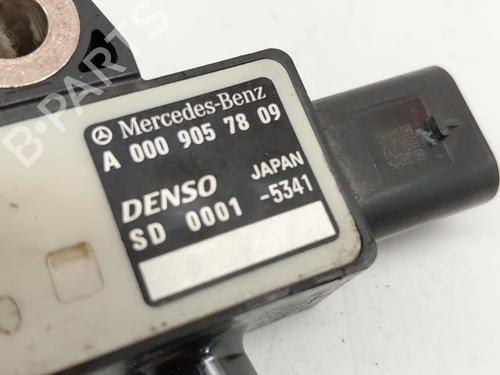 B-PARTS
Mercedes-Benz
A 000 905 78 09
DENSO JAPAN
SD 0001 -5341